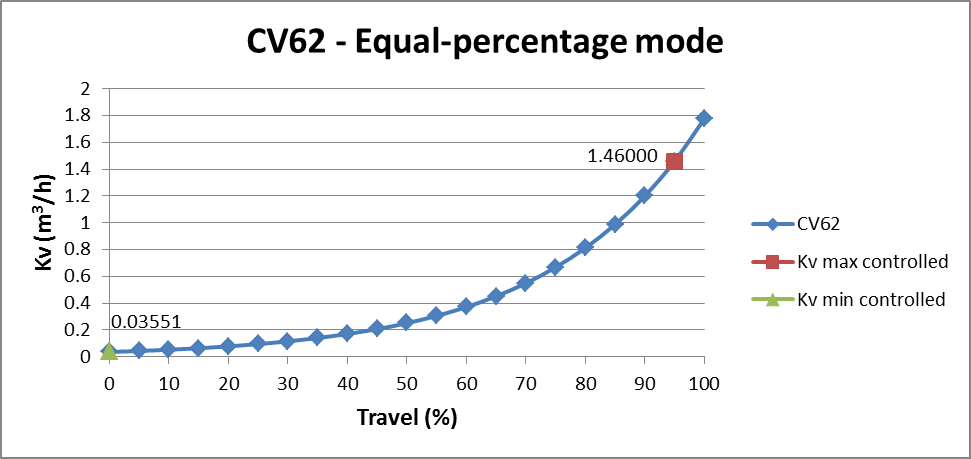 CV62 - Equal-percentage mode
Kv (m³/h)
2
1.8
1.6
1.4
1.2
1
0.8
0.6
0.4
0.2
0
1.46000
0.03551
0 10 20 30 40 50 60 70 80 90 100
Travel (%)
CV62
Kv max controlled
Kv min controlled